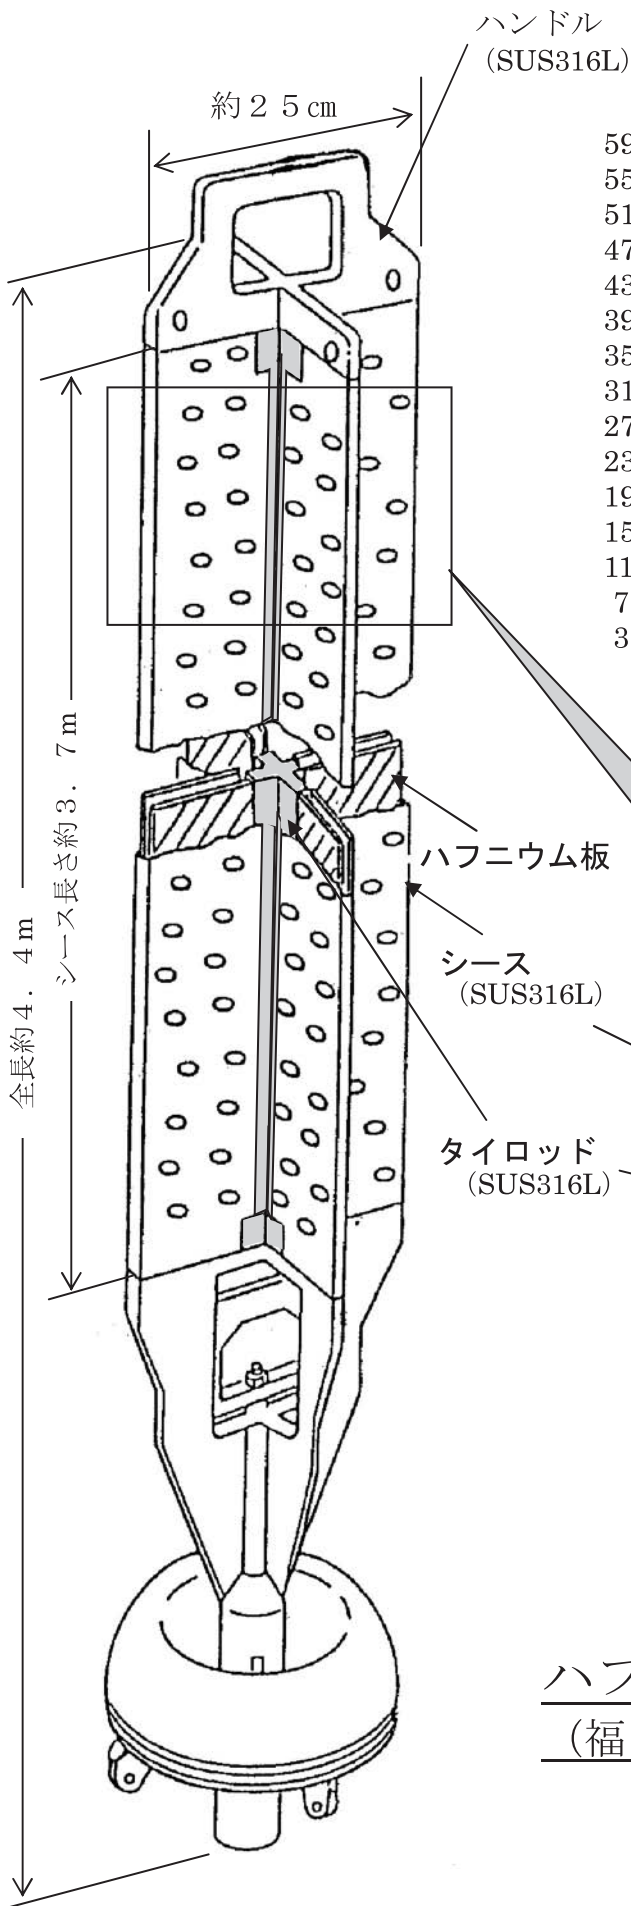 ハンドル
(SUS316L)
約25cm
59
55
51
47
43
39
35
31
27
23
19
15
11
7
3
シース長さ約3.7m
全長約4.4m
ハフニウム板
シース
(SUS316L)
タイロッド
(SUS316L)
ハフ
(福